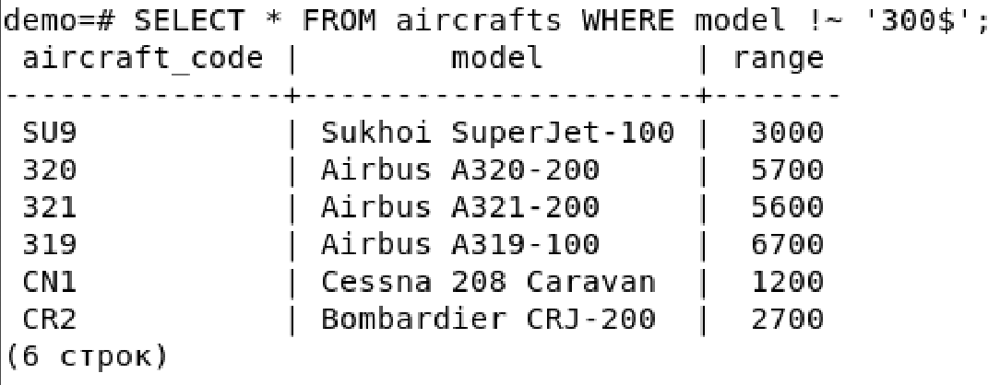 demo=# SELECT * FROM aircrafts WHERE model !~ '300$';
 aircraft_code |        model        | range
---------------+---------------------+-------
 SU9           | Sukhoi SuperJet-100 |  3000
 320           | Airbus A320-200     |  5700
 321           | Airbus A321-200     |  5600
 319           | Airbus A319-100     |  6700
 CN1           | Cessna 208 Caravan  |  1200
 CR2           | Bombardier CRJ-200  |  2700
(6 строк)